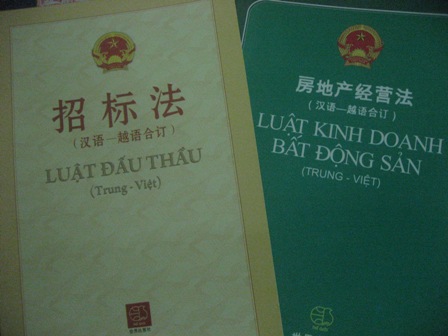 招标法
(汉语—越语合订)
LUẬT ĐẤU THẦU
(Trung - Việt)
房地产经营法
(汉语—越语合订)
LUẬT KINH DOANH
BẤT ĐỘNG SẢN
(TRUNG - VIỆT)